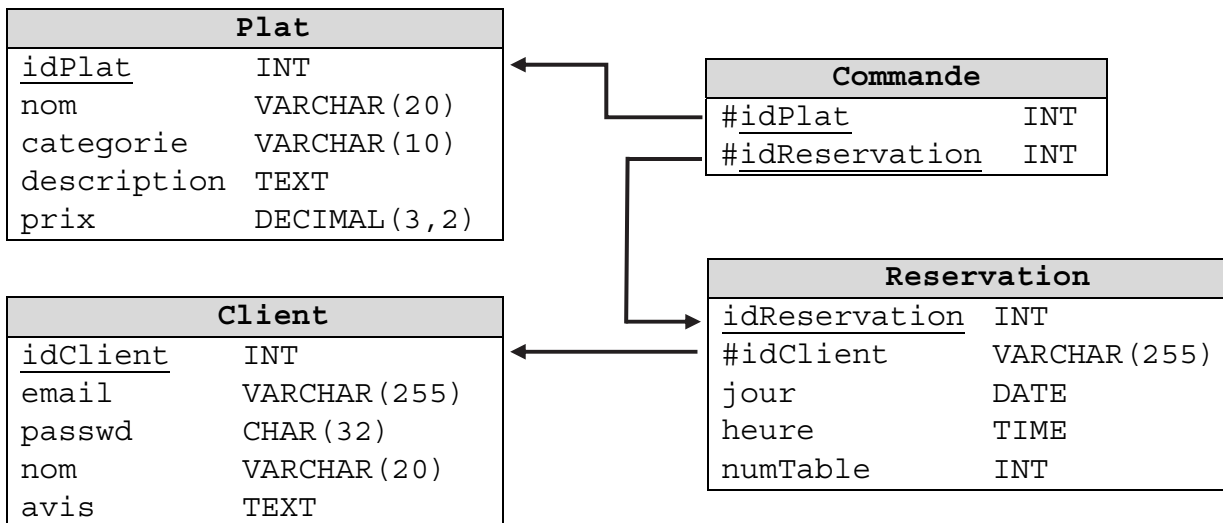 Plat
idPlat INT
nom VARCHAR(20)
categorie VARCHAR(10)
description TEXT
prix DECIMAL(3,2)
Commande
#idPlat INT
#idReservation INT
Client
idClient INT
email VARCHAR(255)
passwd CHAR(32)
nom VARCHAR(20)
avis TEXT
Reservation
idReservation INT
#idClient VARCHAR(255)
jour DATE
heure TIME
numTable INT